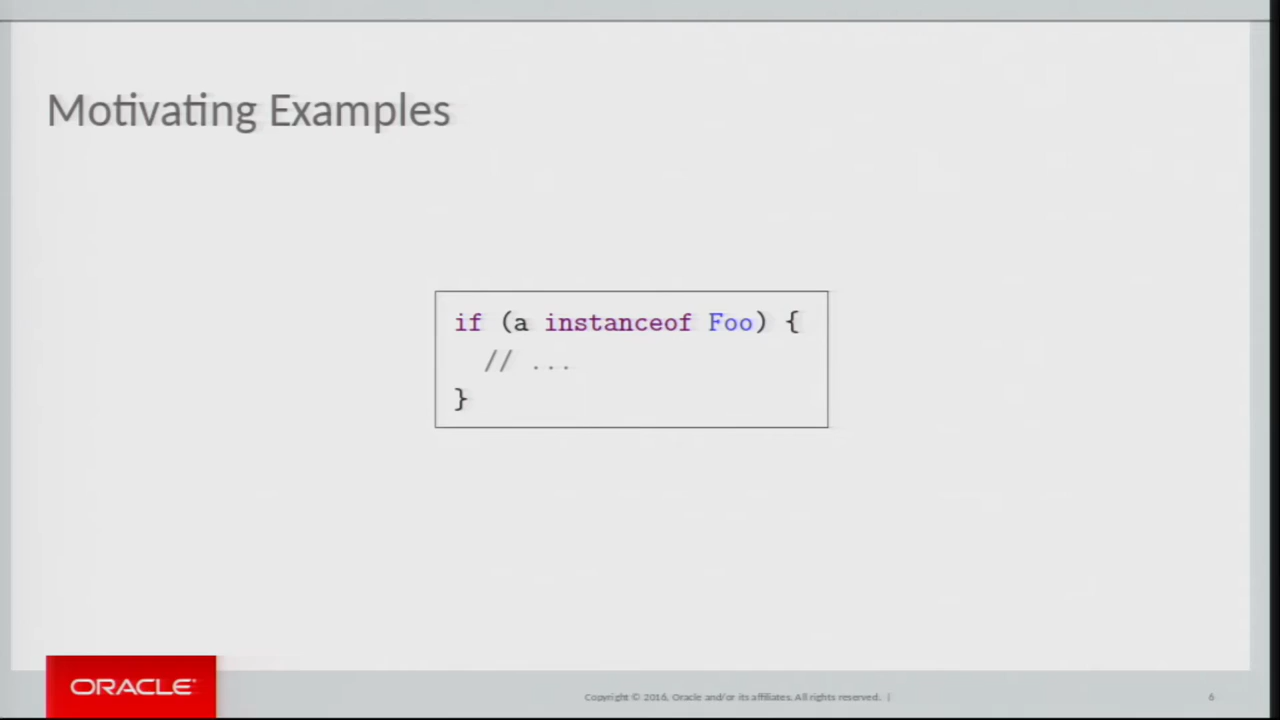 Motivating Examples
if (a instanceof Foo) {
  // ...
}
ORACLE
Copyright © 2016, Oracle and/or its affiliates. All rights reserved. |
6